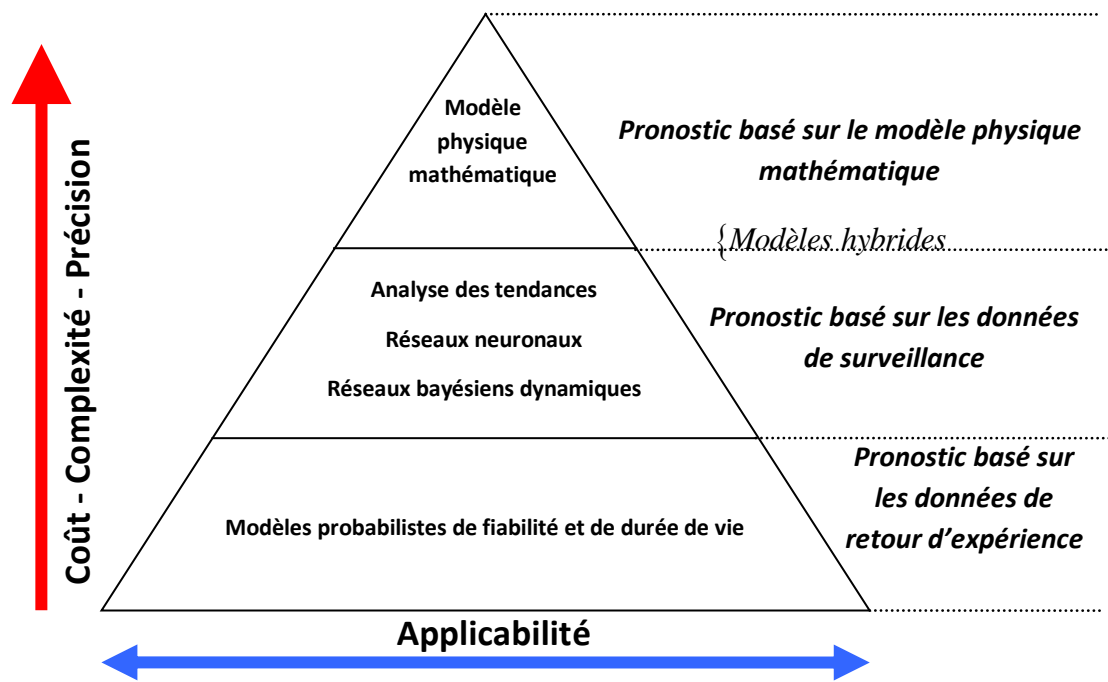 Coût - Complexité - Précision
Modèle
physique
mathématique
Pronostic basé sur le modèle physique
mathématique
{Modèles hybrides
Analyse des tendances
Réseaux neuronaux
Réseaux bayésiens dynamiques
Pronostic basé sur les données
de surveillance
Modèles probabilistes de fiabilité et de durée de vie
Pronostic basé sur
les données de
retour d’expérience
Applicabilité